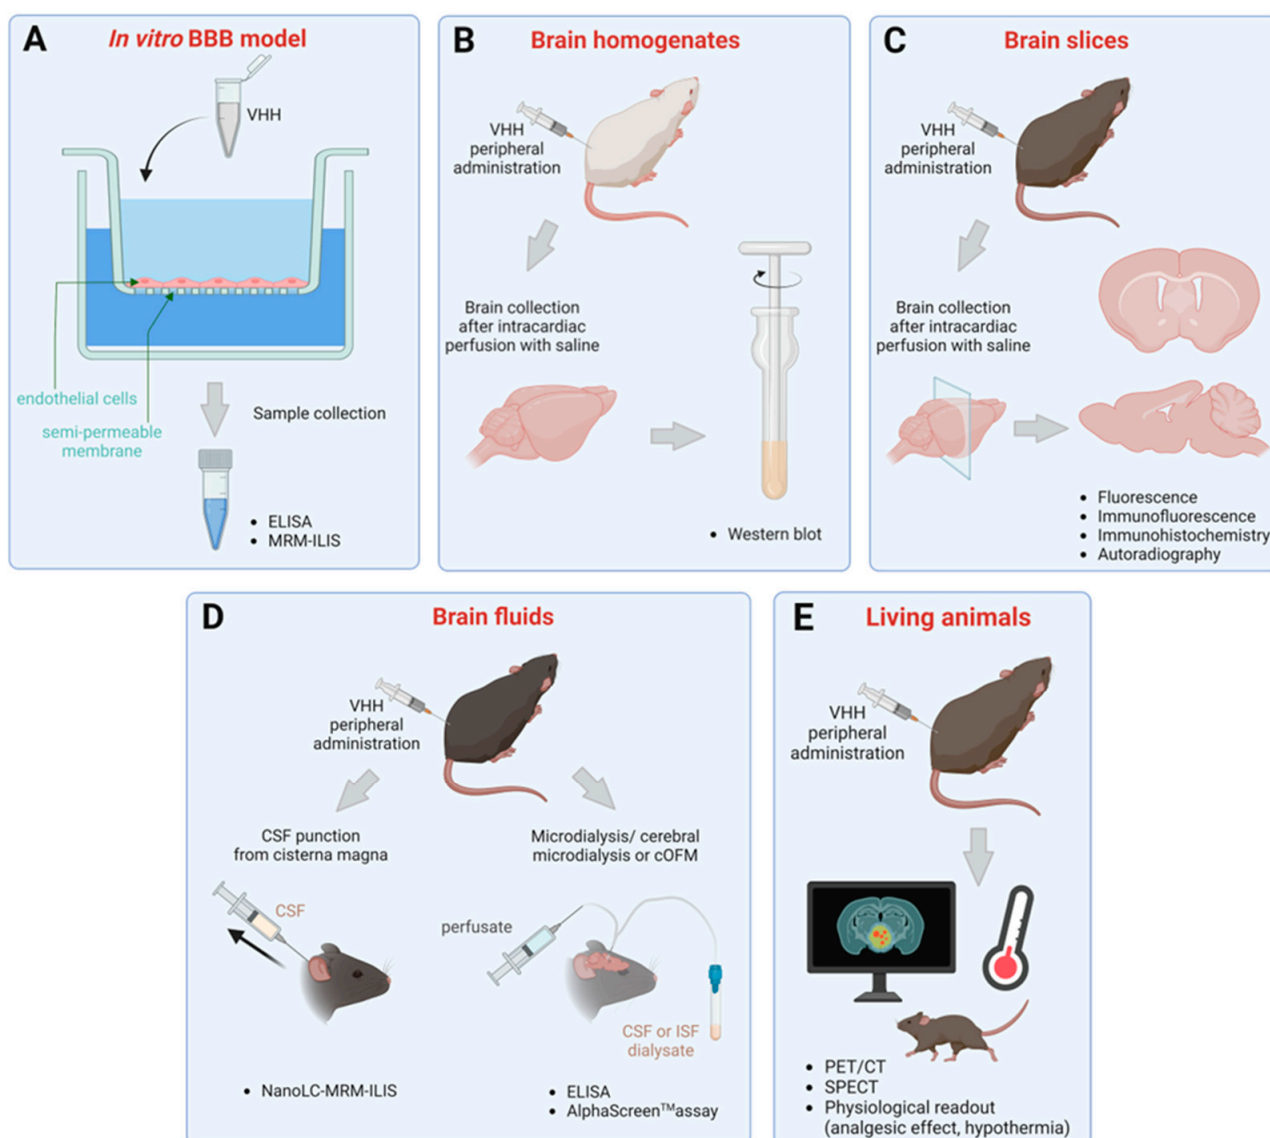 A
In vitro BBB model
VHH
endothelial cells
semi-permeable
membrane
Sample collection
• ELISA
• MRM-ILIS
B
Brain homogenates
VHH
peripheral
administration
Brain collection
after intracardiac
perfusion with saline
• Western blot
C
Brain slices
VHH
peripheral
administration
Brain collection
after intracardiac
perfusion with saline
• Fluorescence
• Immunofluorescence
• Immunohistochemistry
• Autoradiography
D
Brain fluids
VHH
peripheral
administration
CSF punction
from cisterna magna
CSF
• NanoLC-MRM-ILIS
Microdialysis/ cerebral
microdialysis or cOFM
perfusate
CSF or ISF
dialysate
• ELISA
• AlphaScreen™assay
E
Living animals
VHH
peripheral
administration
• PET/CT
• SPECT
• Physiological readout
(analgesic effect, hypothermia)